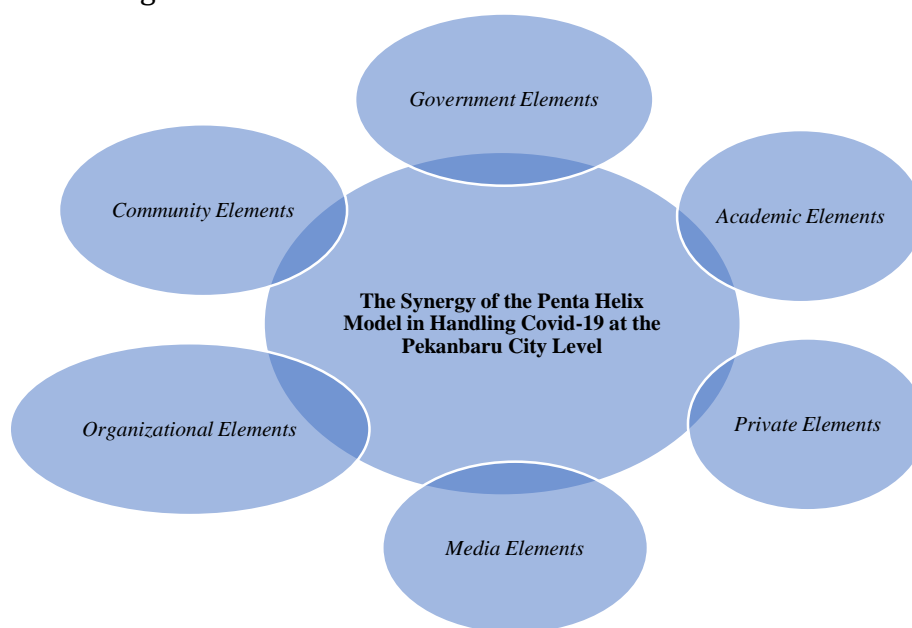 Government Elements
Community Elements
Academic Elements
The Synergy of the Penta Helix
Model in Handling Covid-19 at the
Pekanbaru City Level
Organizational Elements
Private Elements
Media Elements